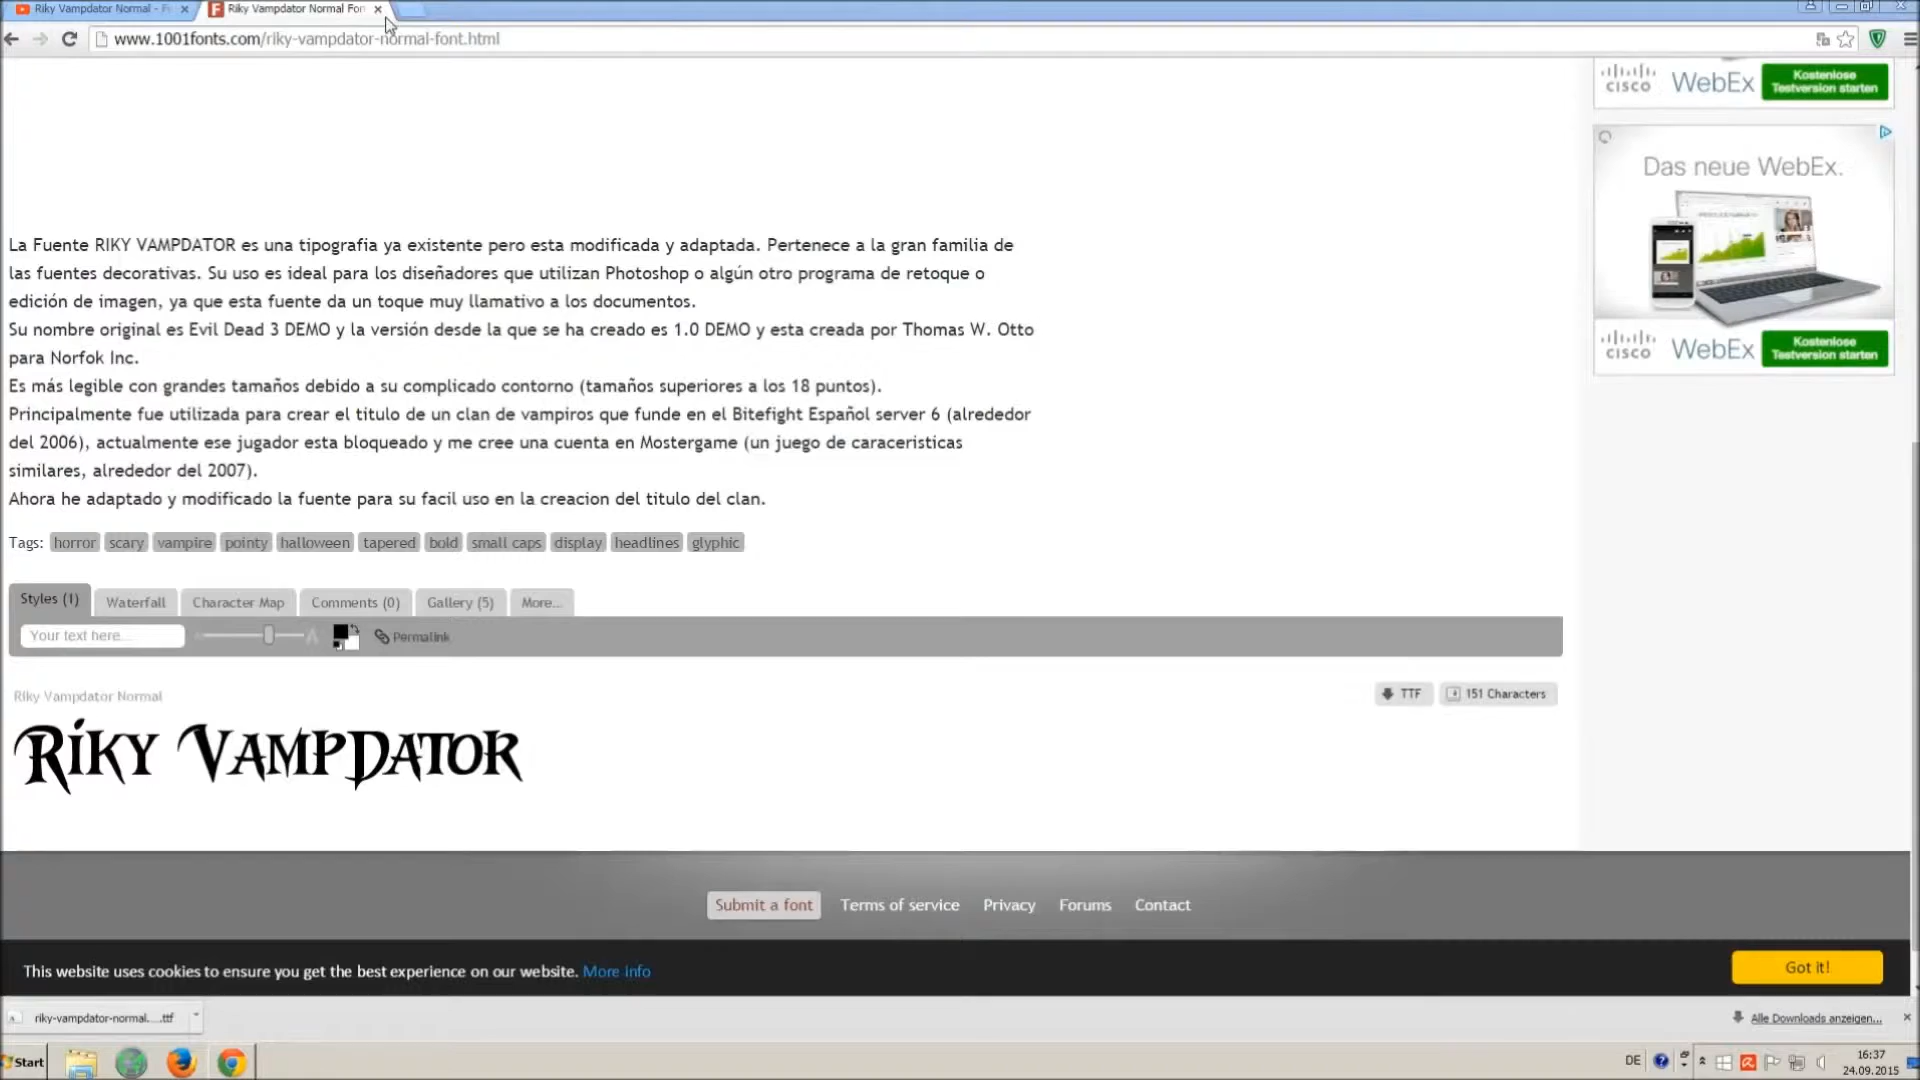 Riky Vampdator Normal -
Riky Vampdator Normal Fon
www.1001fonts.com/riky-vampdator-normal-font.html
CISCO WebEx Kostenlose Testversion starten
Das neue WebEx.
CISCO WebEx Kostenlose Testversion starten
La Fuente RIKY VAMPDATOR es una tipografia ya existente pero esta modificada y adaptada. Pertenece a la gran familia de
las fuentes decorativas. Su uso es ideal para los diseñadores que utilizan Photoshop o algún otro programa de retoque o
edición de imagen, ya que esta fuente da un toque muy llamativo a los documentos.
Su nombre original es Evil Dead 3 DEMO y la versión desde la que se ha creado es 1.0 DEMO y esta creada por Thomas W. Otto
para Norfok Inc.
Es más legible con grandes tamaños debido a su complicado contorno (tamaños superiores a los 18 puntos).
Principalmente fue utilizada para crear el titulo de un clan de vampiros que funde en el Bitefight Español server 6 (alrededor
del 2006), actualmente ese jugador esta bloqueado y me cree una cuenta en Mostergame (un juego de caraceristicas
similares, alrededor del 2007).
Ahora he adaptado y modificado la fuente para su facil uso en la creacion del titulo del clan.
Tags: horror scary vampire pointy halloween tapered bold small caps display headlines glyphic
Styles (1) Waterfall Character Map Comments (0) Gallery (5) More...
Your text here... Permalink
Riky Vampdator Normal TTF 151 Characters
Riky VampDator
Submit a font Terms of service Privacy Forums Contact
This website uses cookies to ensure you get the best experience on our website. More info Got it!
riky-vampdator-normal....ttf Alle Downloads anzeigen...
Start DE 16:37
24.09.2015